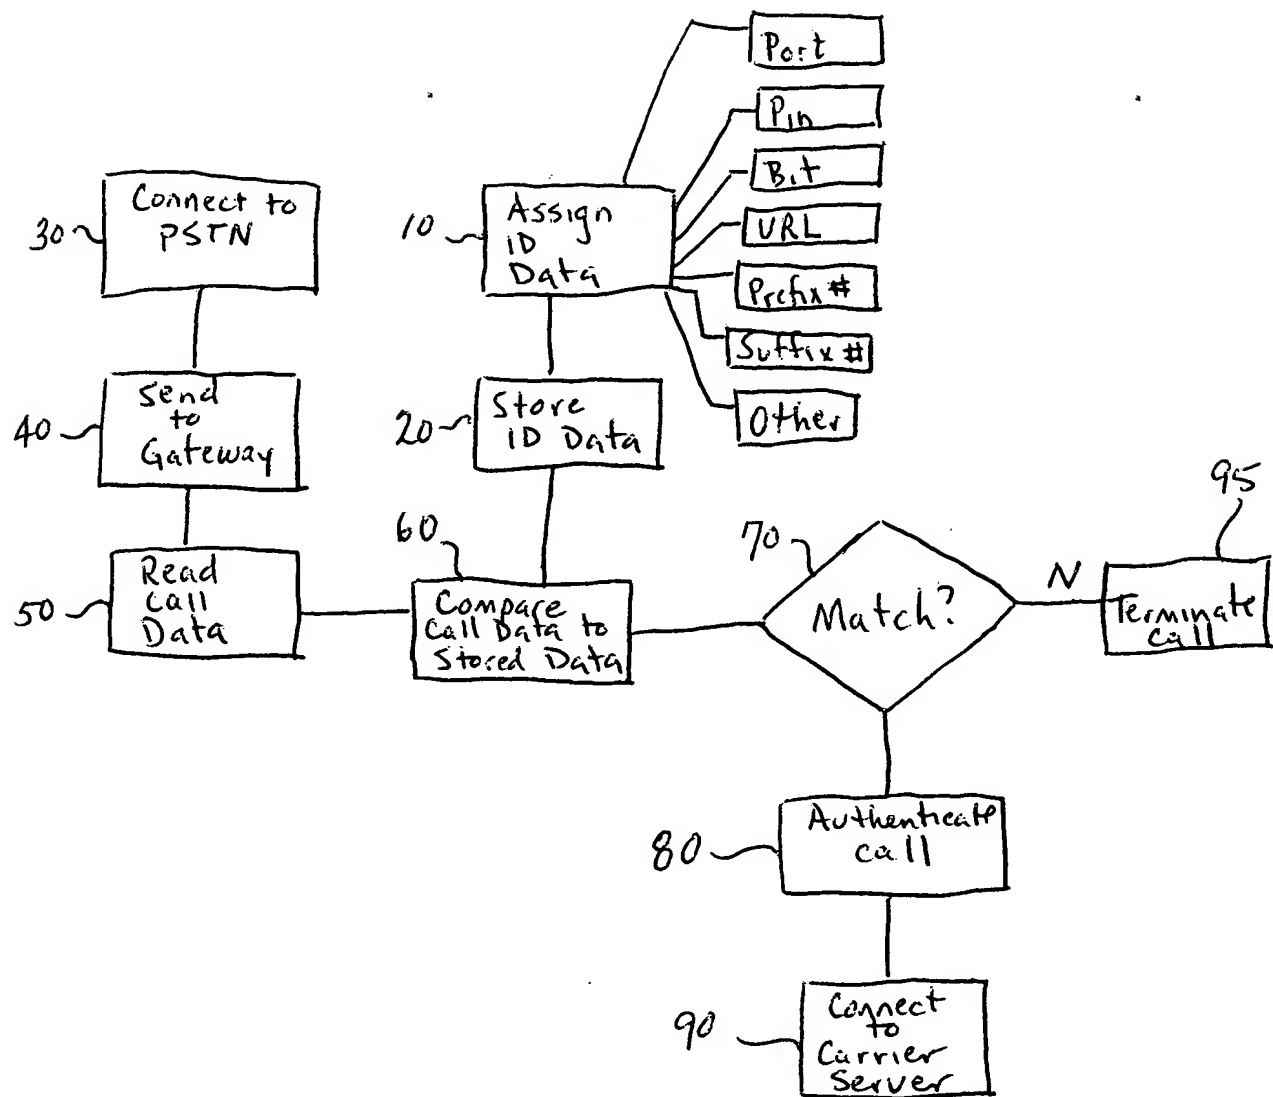 Port
Pin
Bit
URL
Prefix #
Suffix #
Other
30
Connect to
PSTN
10
Assign
ID
Data
40
Send
to
Gateway
20
Store
ID Data
50
Read
Call
Data
60
Compare
Call Data to
Stored Data
70
Match?
N
95
Terminate
call
80
Authenticate
call
90
Connect
to
Carrier
Server